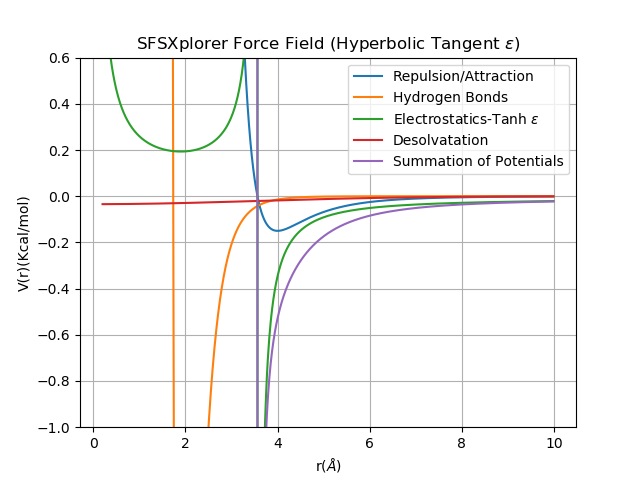 SFSXplorer Force Field (Hyperbolic Tangent ε)
V(r)(Kcal/mol)
0.6
0.4
0.2
0.0
−0.2
−0.4
−0.6
−0.8
−1.0
Repulsion/Attraction
Hydrogen Bonds
Electrostatics-Tanh ε
Desolvatation
Summation of Potentials
0
2
4
6
8
10
r(Å)